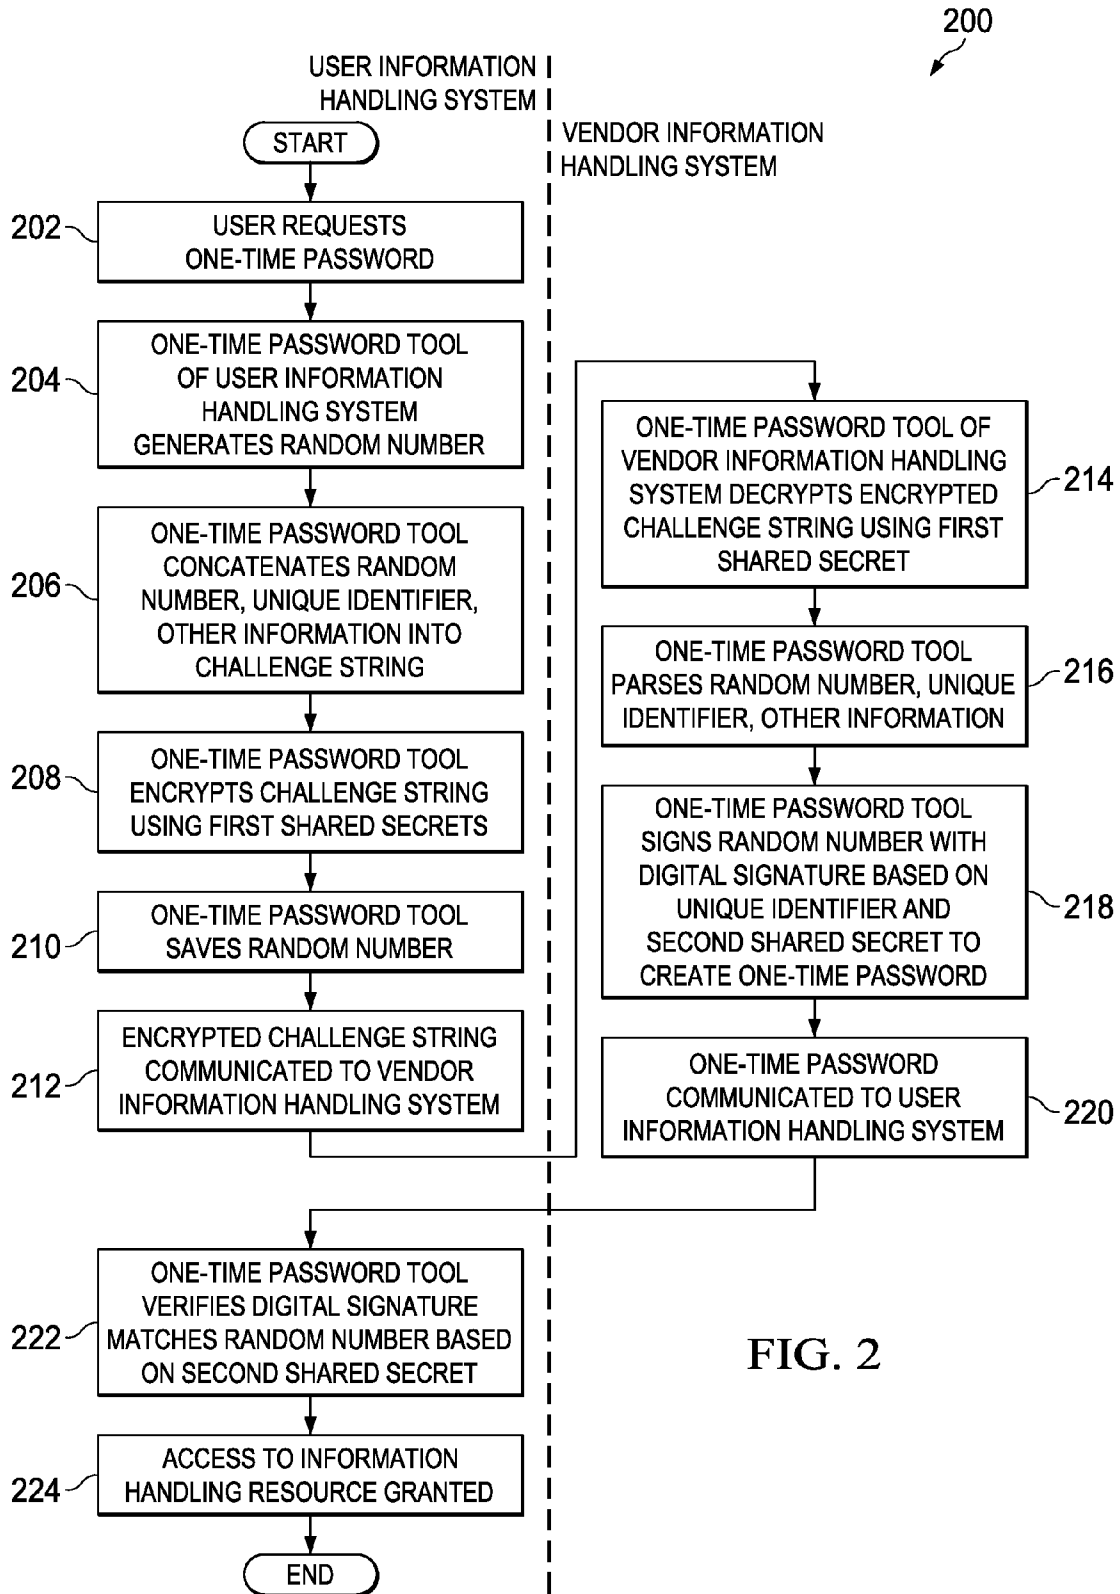 200
USER INFORMATION
HANDLING SYSTEM
VENDOR INFORMATION
HANDLING SYSTEM
START
202
USER REQUESTS
ONE-TIME PASSWORD
204
ONE-TIME PASSWORD TOOL
OF USER INFORMATION
HANDLING SYSTEM
GENERATES RANDOM NUMBER
206
ONE-TIME PASSWORD TOOL
CONCATENATES RANDOM
NUMBER, UNIQUE IDENTIFIER,
OTHER INFORMATION INTO
CHALLENGE STRING
208
ONE-TIME PASSWORD TOOL
ENCRYPTS CHALLENGE STRING
USING FIRST SHARED SECRETS
210
ONE-TIME PASSWORD TOOL
SAVES RANDOM NUMBER
212
ENCRYPTED CHALLENGE STRING
COMMUNICATED TO VENDOR
INFORMATION HANDLING SYSTEM
ONE-TIME PASSWORD TOOL OF
VENDOR INFORMATION HANDLING
SYSTEM DECRYPTS ENCRYPTED
CHALLENGE STRING USING FIRST
SHARED SECRET
214
ONE-TIME PASSWORD TOOL
PARSES RANDOM NUMBER, UNIQUE
IDENTIFIER, OTHER INFORMATION
216
ONE-TIME PASSWORD TOOL
SIGNS RANDOM NUMBER WITH
DIGITAL SIGNATURE BASED ON
UNIQUE IDENTIFIER AND
SECOND SHARED SECRET TO
CREATE ONE-TIME PASSWORD
218
ONE-TIME PASSWORD
COMMUNICATED TO USER
INFORMATION HANDLING SYSTEM
220
222
ONE-TIME PASSWORD TOOL
VERIFIES DIGITAL SIGNATURE
MATCHES RANDOM NUMBER BASED
ON SECOND SHARED SECRET
224
ACCESS TO INFORMATION
HANDLING RESOURCE GRANTED
END
FIG. 2